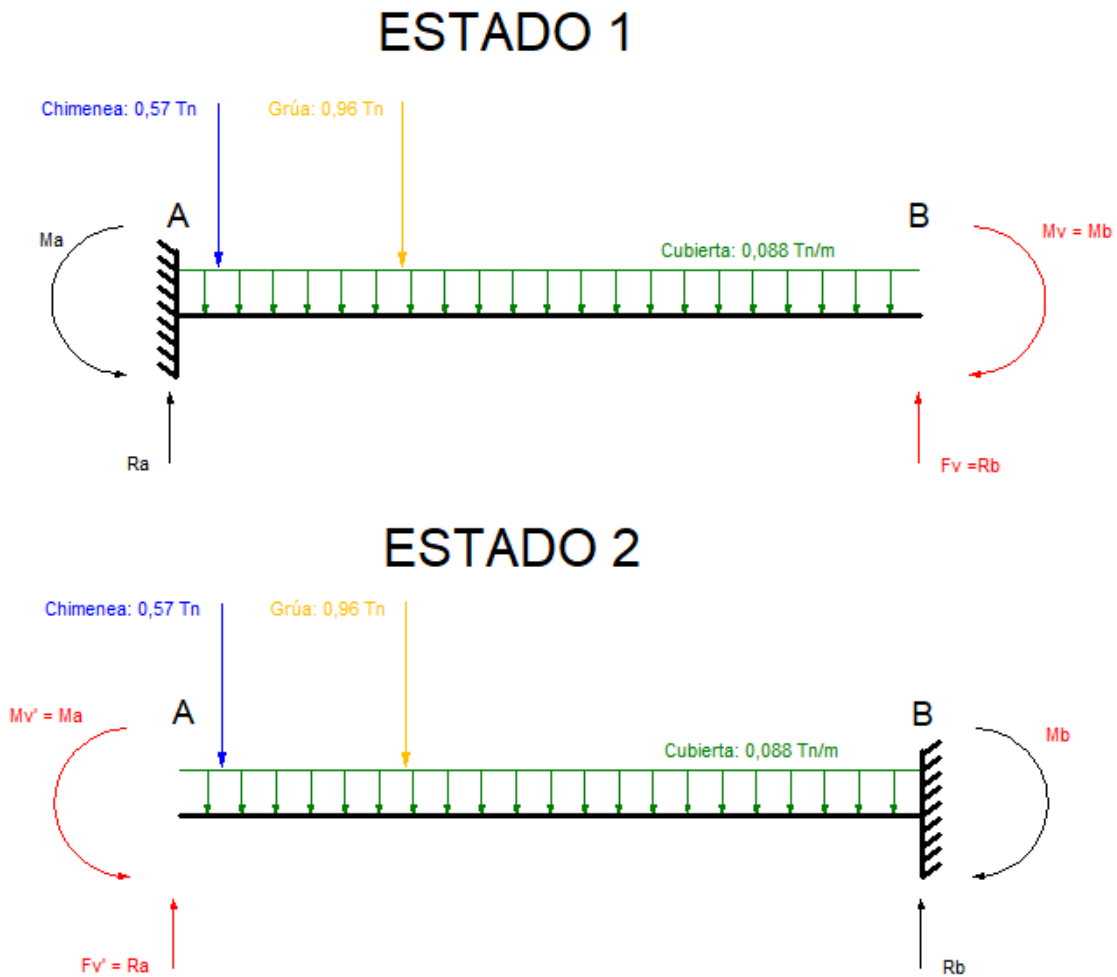 ESTADO 1
Chimenea: 0,57 Tn
Grúa: 0,96 Tn
A
B
Ma
Mv = Mb
Cubierta: 0,088 Tn/m
Ra
Fv =Rb
ESTADO 2
Chimenea: 0,57 Tn
Grúa: 0,96 Tn
Mv' = Ma
A
B
Mb
Cubierta: 0,088 Tn/m
Fv' = Ra
Rb